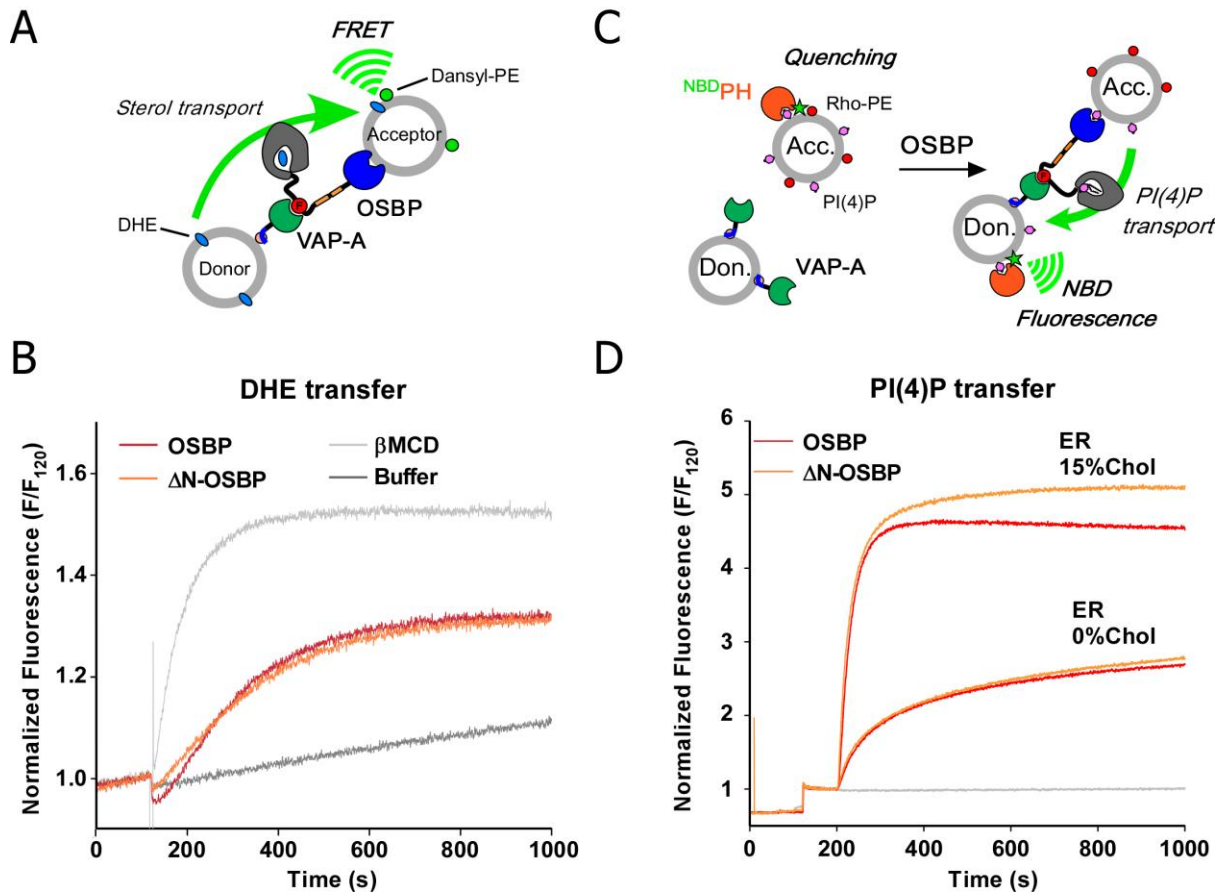 A
FRET
Dansyl-PE
Sterol transport
Acceptor
F
OSBP
DHE
VAP-A
Donor
C
Quenching
NBDPH
Rho-PE
Acc.
PI(4)P
OSBP
Don.
VAP-A
Acc.
F
PI(4)P
transport
Don.
NBD
Fluorescence
B
DHE transfer
OSBP
βMCD
ΔN-OSBP
Buffer
Normalized Fluorescence (F/F120)
1.6
1.4
1.2
1.0
0 200 400 600 800 1000
Time (s)
D
PI(4)P transfer
OSBP
ΔN-OSBP
ER
15%Chol
ER
0%Chol
Normalized Fluorescence (F/F120)
6
5
4
3
2
1
0 200 400 600 800 1000
Time (s)